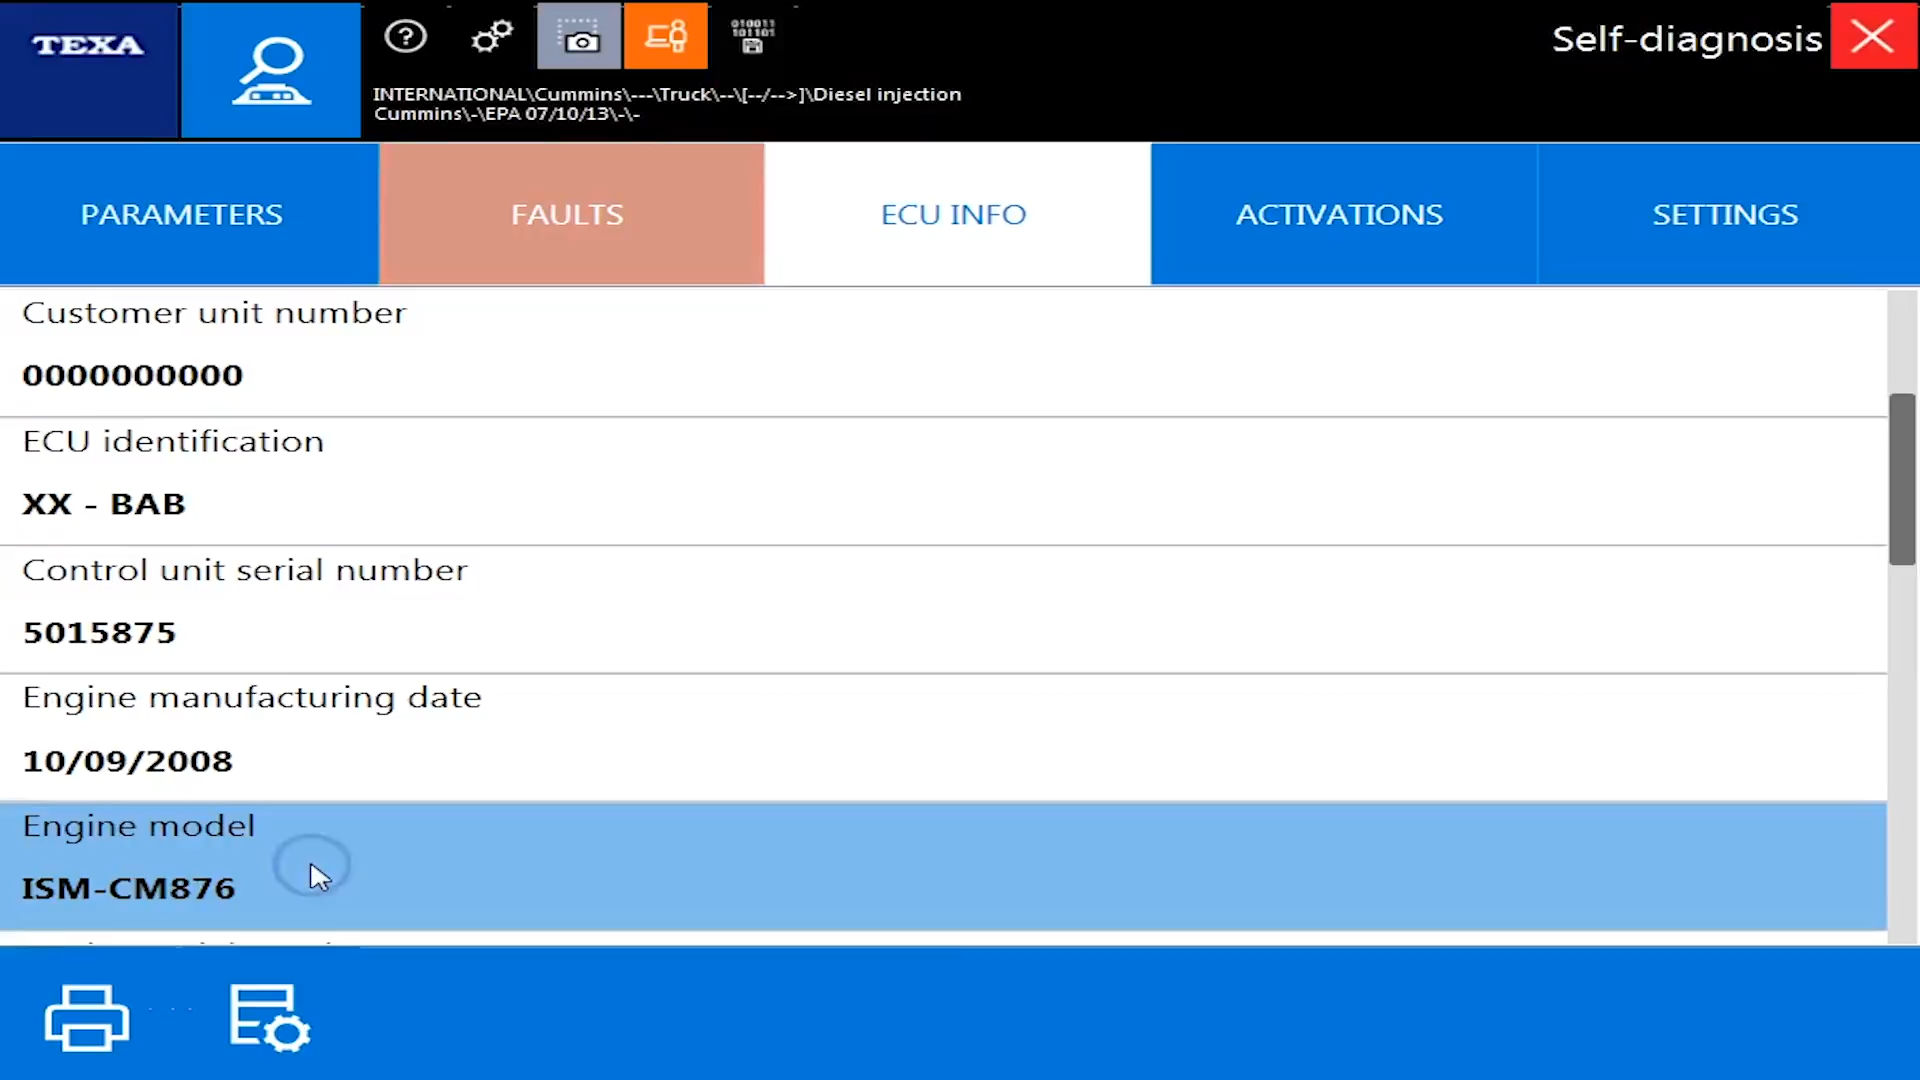 TEXA
?
010011
101101
Self-diagnosis
INTERNATIONAL\Cummins\---\Truck\--\[--/-->]\Diesel injection
Cummins\-\EPA 07/10/13\-\-
PARAMETERS
FAULTS
ECU INFO
ACTIVATIONS
SETTINGS
Customer unit number
0000000000
ECU identification
XX - BAB
Control unit serial number
5015875
Engine manufacturing date
10/09/2008
Engine model
ISM-CM876